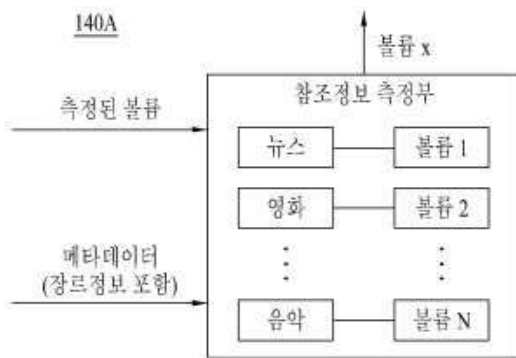 140A
볼륨 x
측정된 볼륨
참조정보 측정부
뉴스
볼륨 1
영화
볼륨 2
메타데이터
(장르정보 포함)
음악
볼륨 N